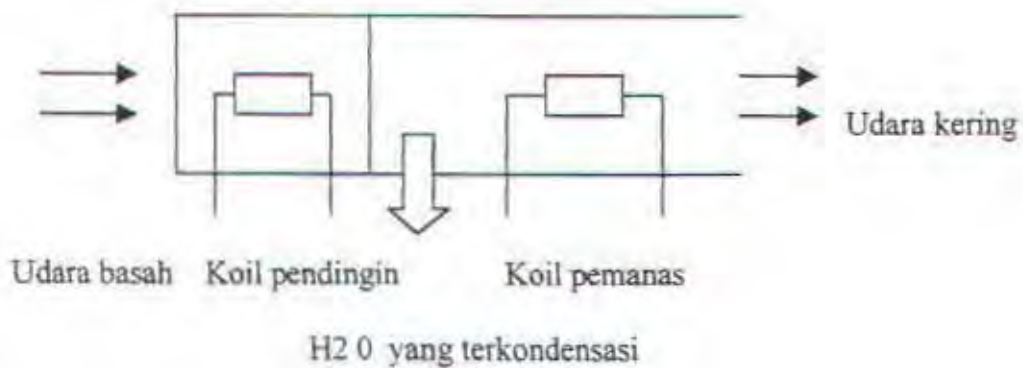 Udara kering
Udara basah Koil pendingin Koil pemanas
H2 0 yang terkondensasi